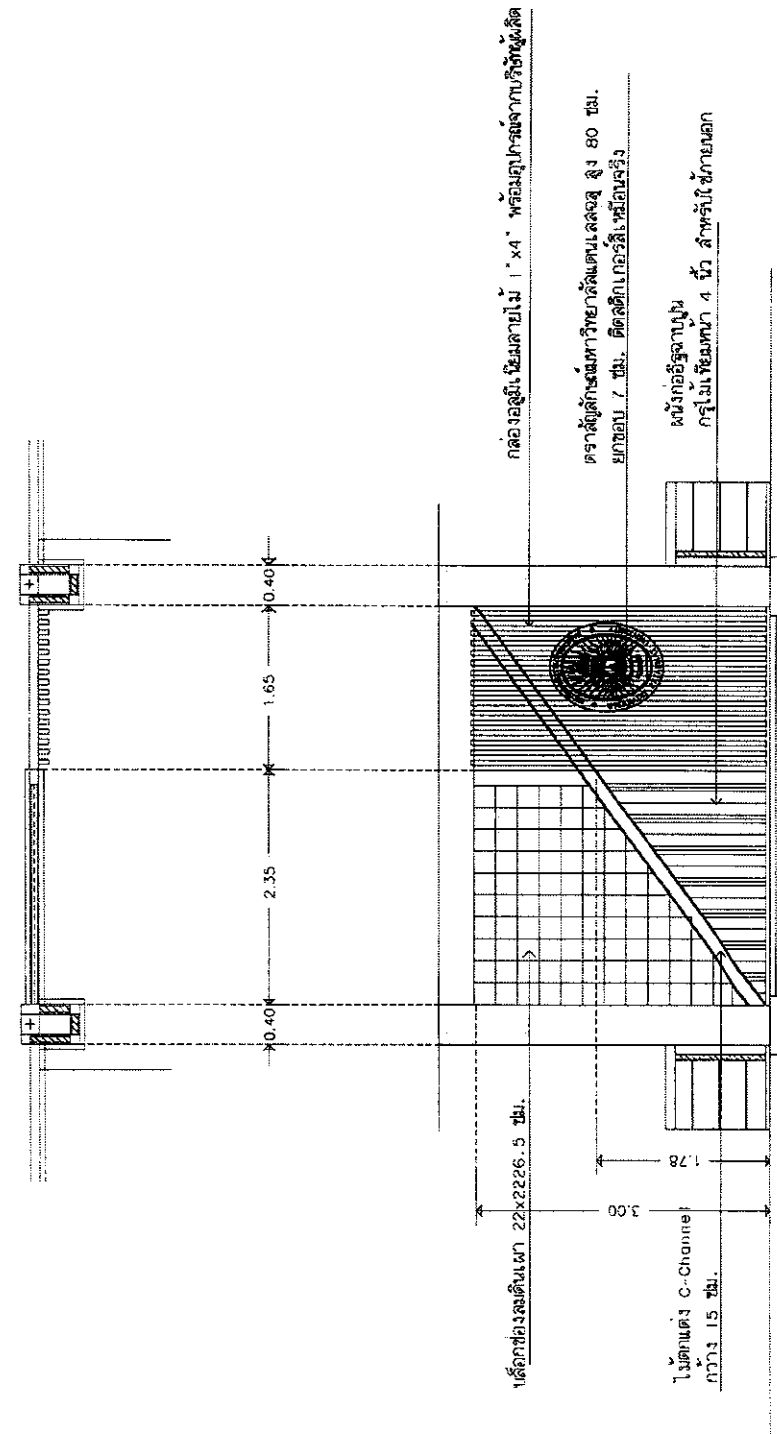 กล่องอลูมิเนียมลายไม้ 1"x4" พร้อมอุปกรณ์จากบริษัทผู้ผลิต
ตราสัญลักษณ์มหาวิทยาลัยแดนเลสจลุ สูง 80 ซม.
ยกขอบ 7 ซม. ติดสติกเกอร์สีเหมือนจริง
ผนังก่ออิฐฉาบปูน
กรุไม้เทียมหน้า 4 นิ้ว สำหรับใช้ภายนอก
0.40
1.65
2.35
0.40
1.78
3.00
บล็อกช่องลมดินเผา 22x2226.5 ซม.
ไม้ตกแต่ง C-Channel
กว้าง 15 ซม.